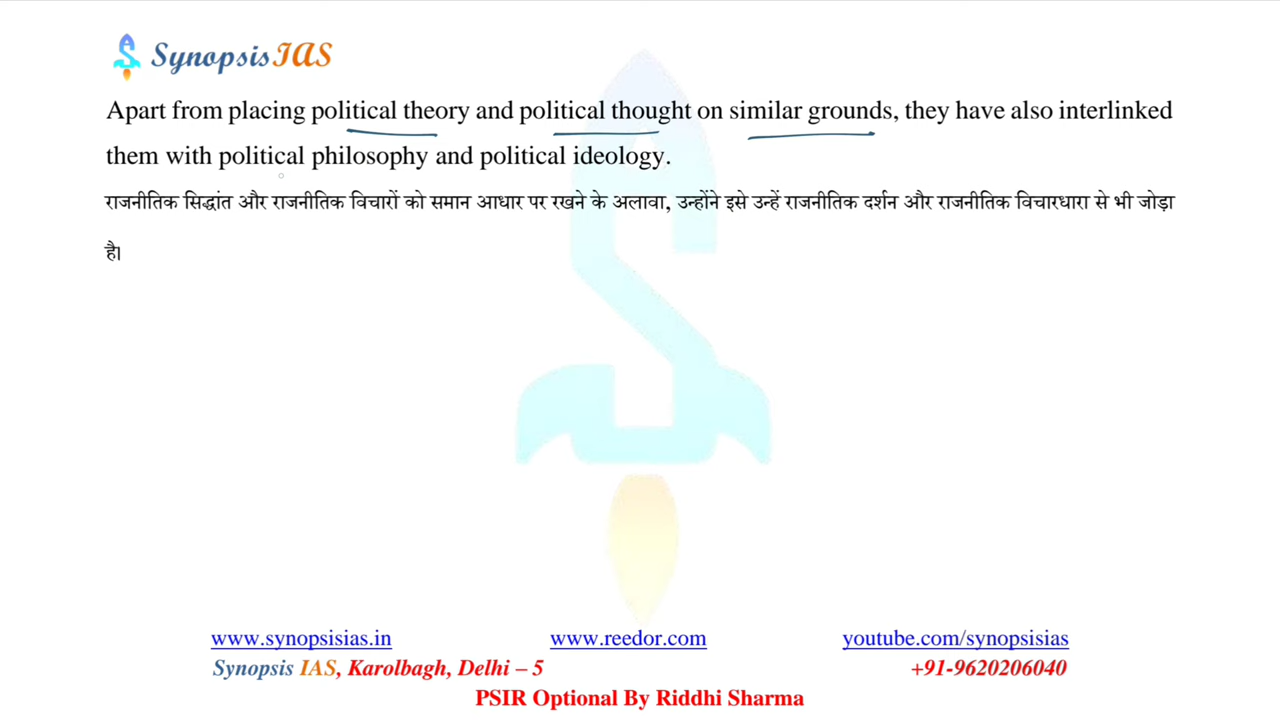 Synopsis IAS
Apart from placing political theory and political thought on similar grounds, they have also interlinked
them with political philosophy and political ideology.
राजनीतिक सिद्धांत और राजनीतिक विचारों को समान आधार पर रखने के अलावा, उन्होंने इसे उन्हें राजनीतिक दर्शन और राजनीतिक विचारधारा से भी जोड़ा
है।
www.synopsisias.in www.reedor.com youtube.com/synopsisias
Synopsis IAS, Karolbagh, Delhi – 5 +91-9620206040
PSIR Optional By Riddhi Sharma